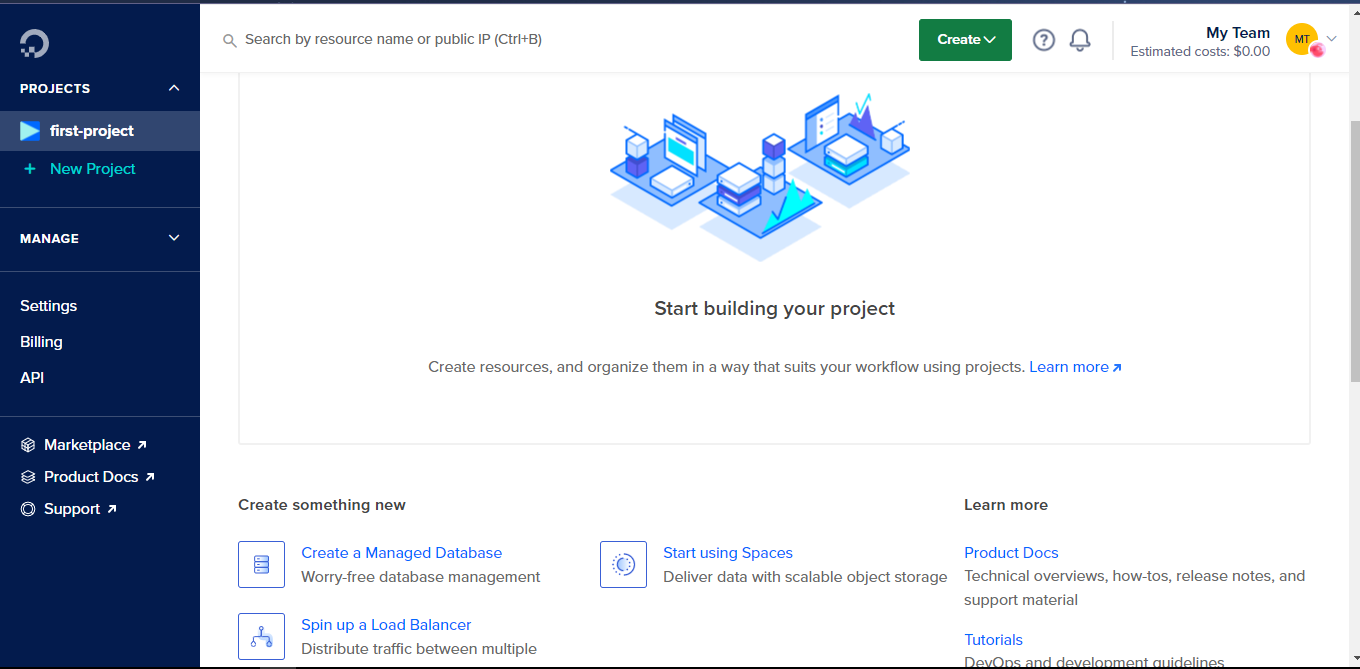 PROJECTS
first-project
+ New Project
MANAGE
Settings
Billing
API
Marketplace
Product Docs
Support
Search by resource name or public IP (Ctrl+B)
Create
My Team
Estimated costs: $0.00
MT
Start building your project
Create resources, and organize them in a way that suits your workflow using projects. Learn more
Create something new
Create a Managed Database
Worry-free database management
Spin up a Load Balancer
Distribute traffic between multiple
Start using Spaces
Deliver data with scalable object storage
Learn more
Product Docs
Technical overviews, how-tos, release notes, and
support material
Tutorials
DevOps and development guidelines